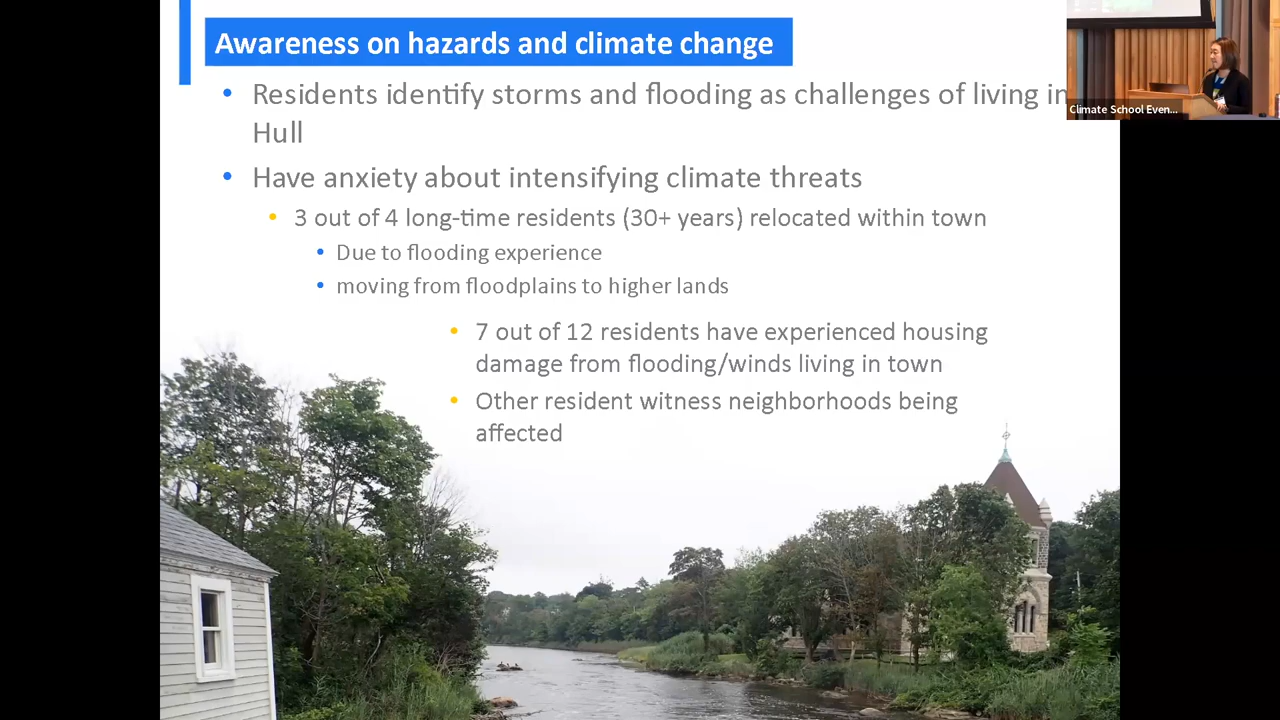 Awareness on hazards and climate change
• Residents identify storms and flooding as challenges of living in
Hull
• Have anxiety about intensifying climate threats
• 3 out of 4 long-time residents (30+ years) relocated within town
• Due to flooding experience
• moving from floodplains to higher lands
• 7 out of 12 residents have experienced housing
damage from flooding/winds living in town
• Other resident witness neighborhoods being
affected
Climate School Even...